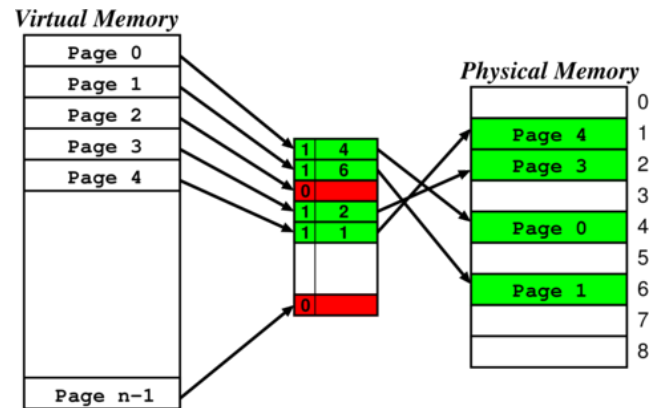 Virtual Memory
Page 0
Page 1
Page 2
Page 3
Page 4
Page n-1
1 4
1 6
0
1 2
1 1
0
Physical Memory
0
Page 4 1
Page 3 2
3
Page 0 4
5
Page 1 6
7
8